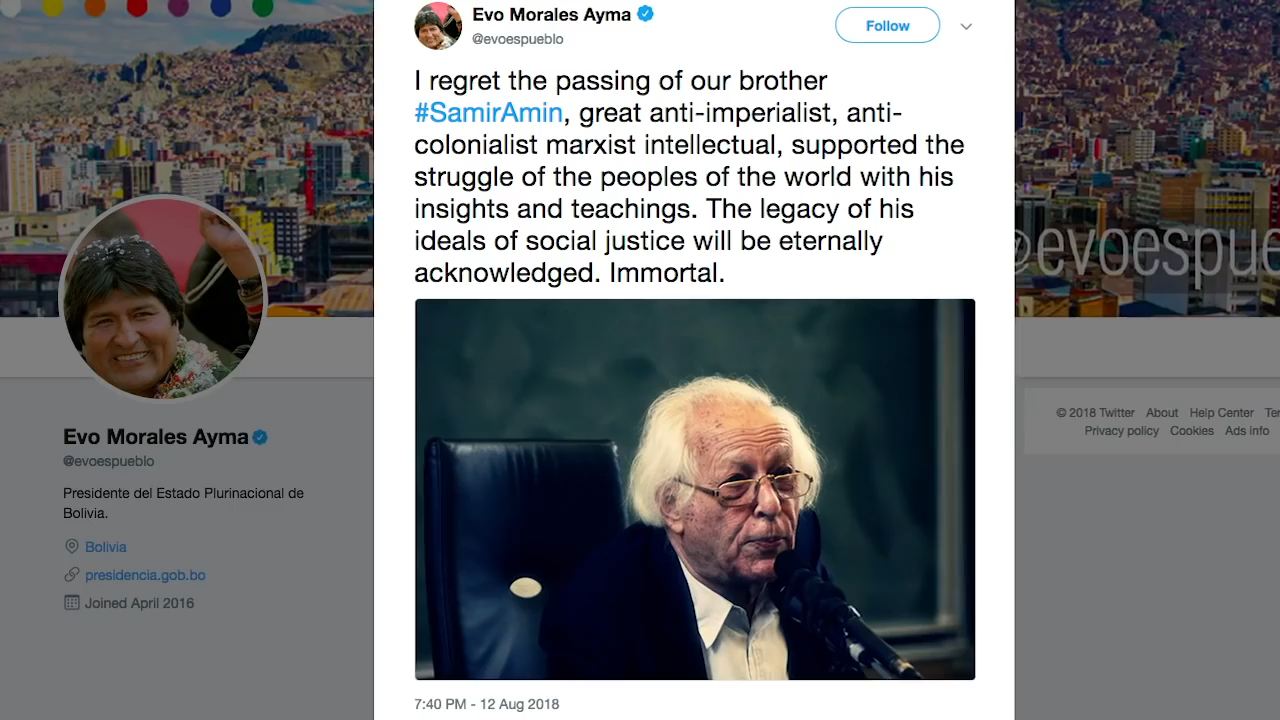 Evo Morales Ayma
@evoespueblo
Follow
I regret the passing of our brother
#SamirAmin, great anti-imperialist, anti-
colonialist marxist intellectual, supported the
struggle of the peoples of the world with his
insights and teachings. The legacy of his
ideals of social justice will be eternally
acknowledged. Immortal.
7:40 PM - 12 Aug 2018
Evo Morales Ayma
@evoespueblo
Presidente del Estado Plurinacional de
Bolivia.
Bolivia
presidencia.gob.bo
Joined April 2016
@evoespue
© 2018 Twitter About Help Center
Privacy policy Cookies Ads info